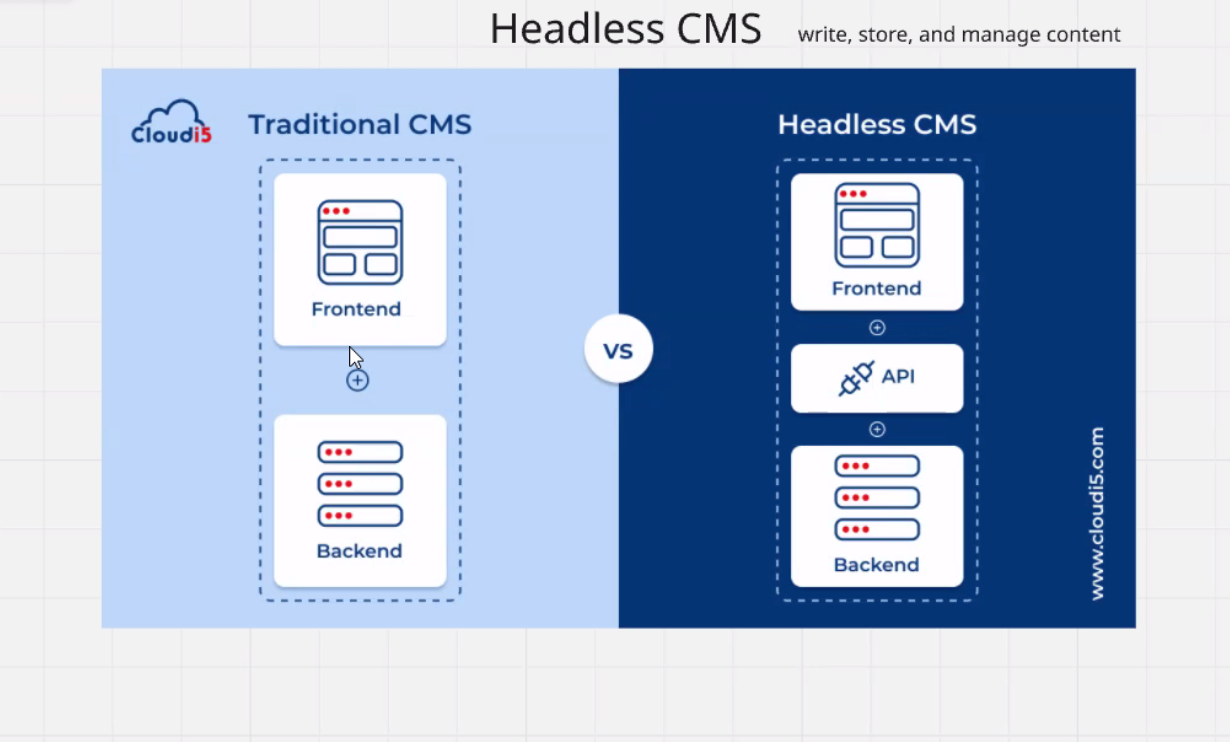 Headless CMS
write, store, and manage content
Cloudi5
Traditional CMS
Frontend
Backend
VS
Headless CMS
Frontend
API
Backend
www.cloudi5.com